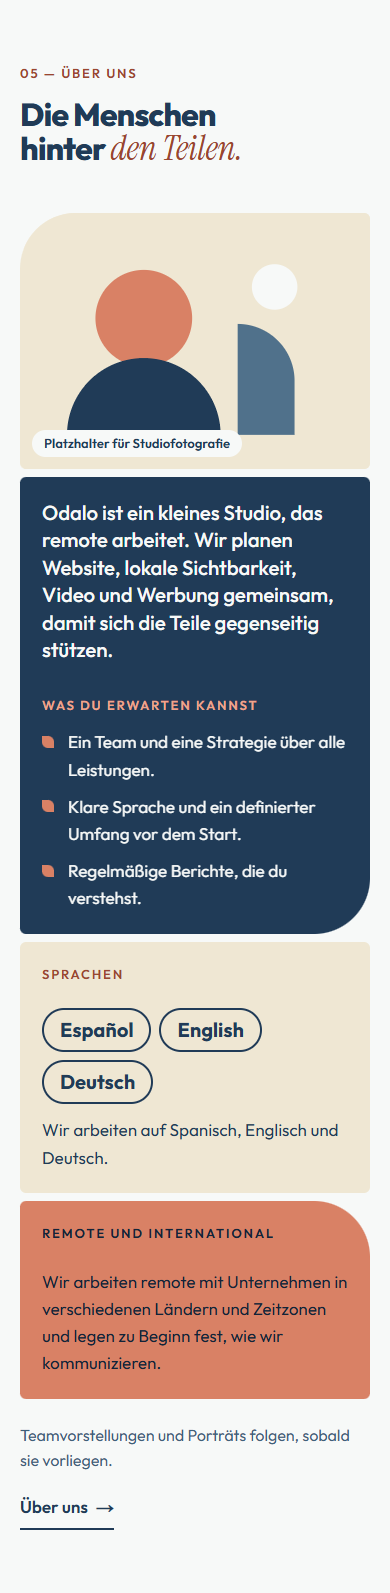 05 — ÜBER UNS
Die Menschen
hinter den Teilen.
Platzhalter für Studiofotografie
Odalo ist ein kleines Studio, das
remote arbeitet. Wir planen
Website, lokale Sichtbarkeit,
Video und Werbung gemeinsam,
damit sich die Teile gegenseitig
stützen.
WAS DU ERWARTEN KANNST
Ein Team und eine Strategie über alle
Leistungen.
Klare Sprache und ein definierter
Umfang vor dem Start.
Regelmäßige Berichte, die du
verstehst.
SPRACHEN
Español English
Deutsch
Wir arbeiten auf Spanisch, Englisch und
Deutsch.
REMOTE UND INTERNATIONAL
Wir arbeiten remote mit Unternehmen in
verschiedenen Ländern und Zeitzonen
und legen zu Beginn fest, wie wir
kommunizieren.
Teamvorstellungen und Porträts folgen, sobald
sie vorliegen.
Über uns →